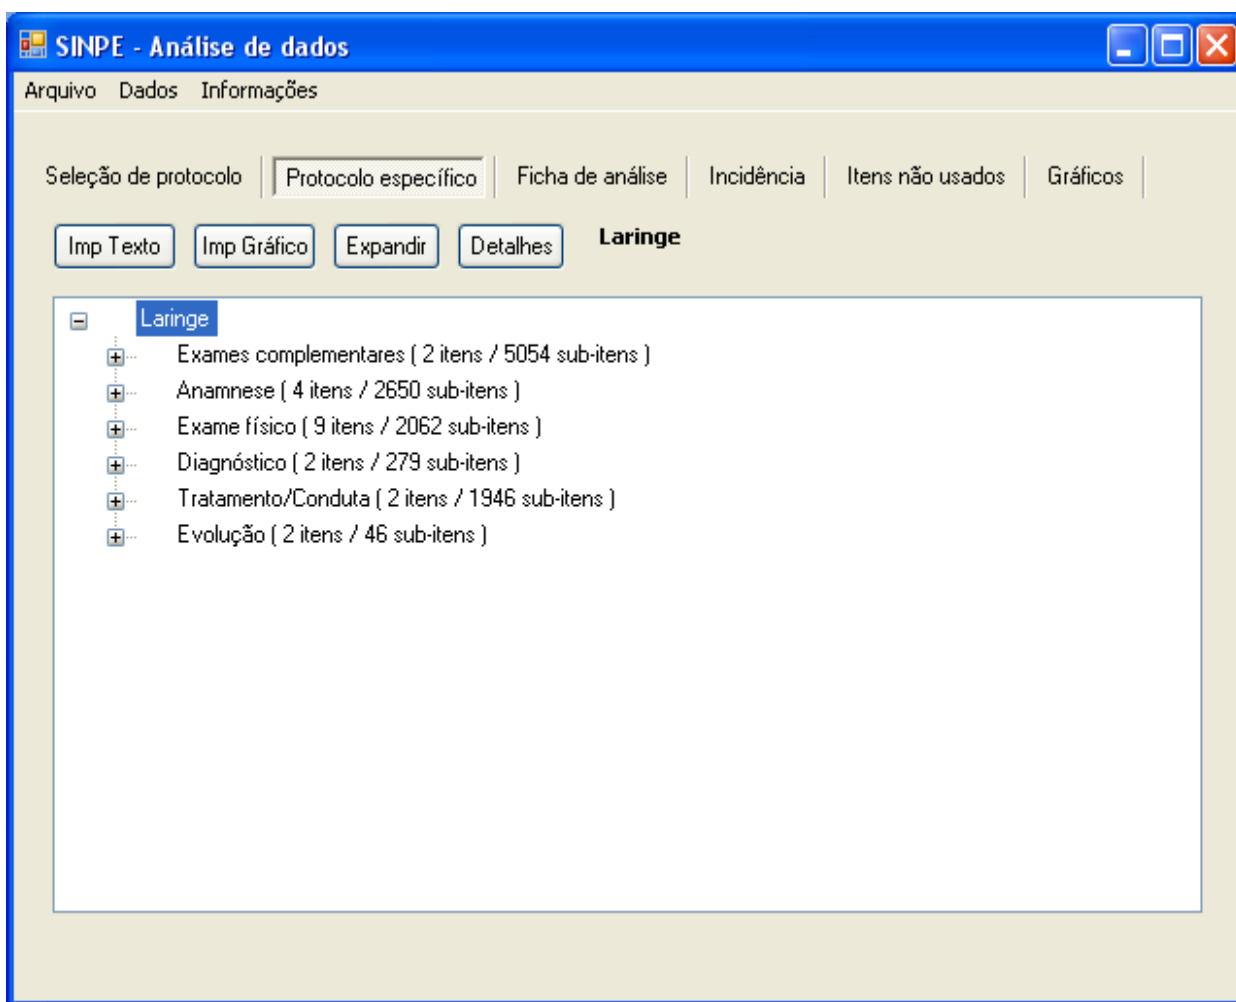 SINPE - Análise de dados
Arquivo Dados Informações
Seleção de protocolo Protocolo específico Ficha de análise Incidência Itens não usados Gráficos
Imp Texto Imp Gráfico Expandir Detalhes Laringe
Laringe
Exames complementares ( 2 itens / 5054 sub-itens )
Anamnese ( 4 itens / 2650 sub-itens )
Exame físico ( 9 itens / 2062 sub-itens )
Diagnóstico ( 2 itens / 279 sub-itens )
Tratamento/Conduta ( 2 itens / 1946 sub-itens )
Evolução ( 2 itens / 46 sub-itens )